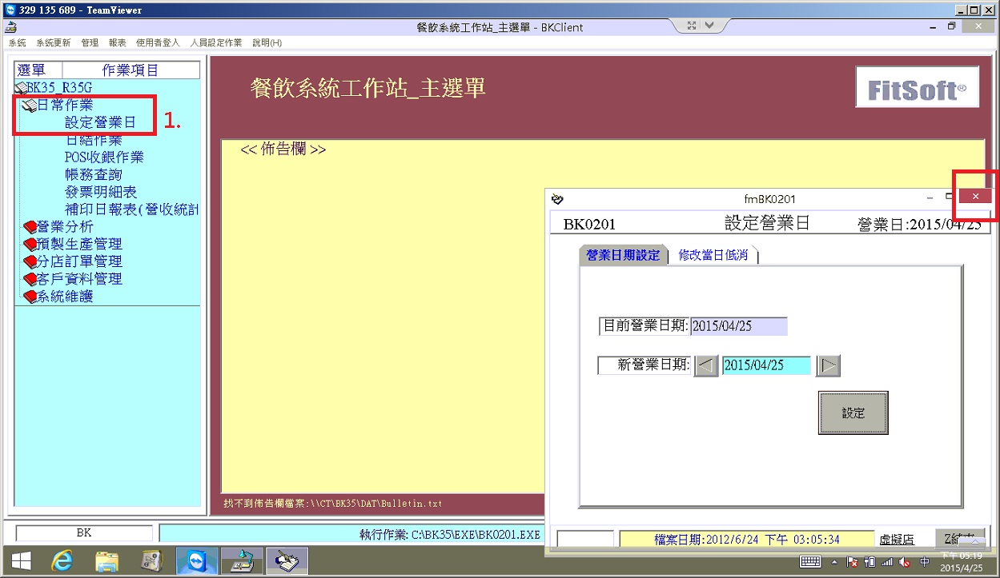 329 135 689 - TeamViewer
餐飲系統工作站_主選單 - BKClient
系統 系統更新 管理 報表 使用者登入 人員設定作業 說明(H)
選單 作業項目
BK35_R35G
日常作業
設定營業日
1.
日結作業
POS收銀作業
帳務查詢
發票明細表
補印日報表(營收統計
營業分析
預製生產管理
分店訂單管理
客戶資料管理
系統維護
餐飲系統工作站_主選單
FitSoft®
<< 佈告欄 >>
fmBK0201
BK0201 設定營業日 營業日:2015/04/25
營業日期設定 修改當日低消
目前營業日期: 2015/04/25
新營業日期: 2015/04/25
設定
找不到佈告欄檔案:\\CT\BK35\DAT\Bulletin.txt
BK 執行作業: C:\BK35\EXE\BK0201.EXE
檔案日期:2012/6/24 下午 03:05:34 虛擬店 Z結束
中
下午 05:19
2015/4/25